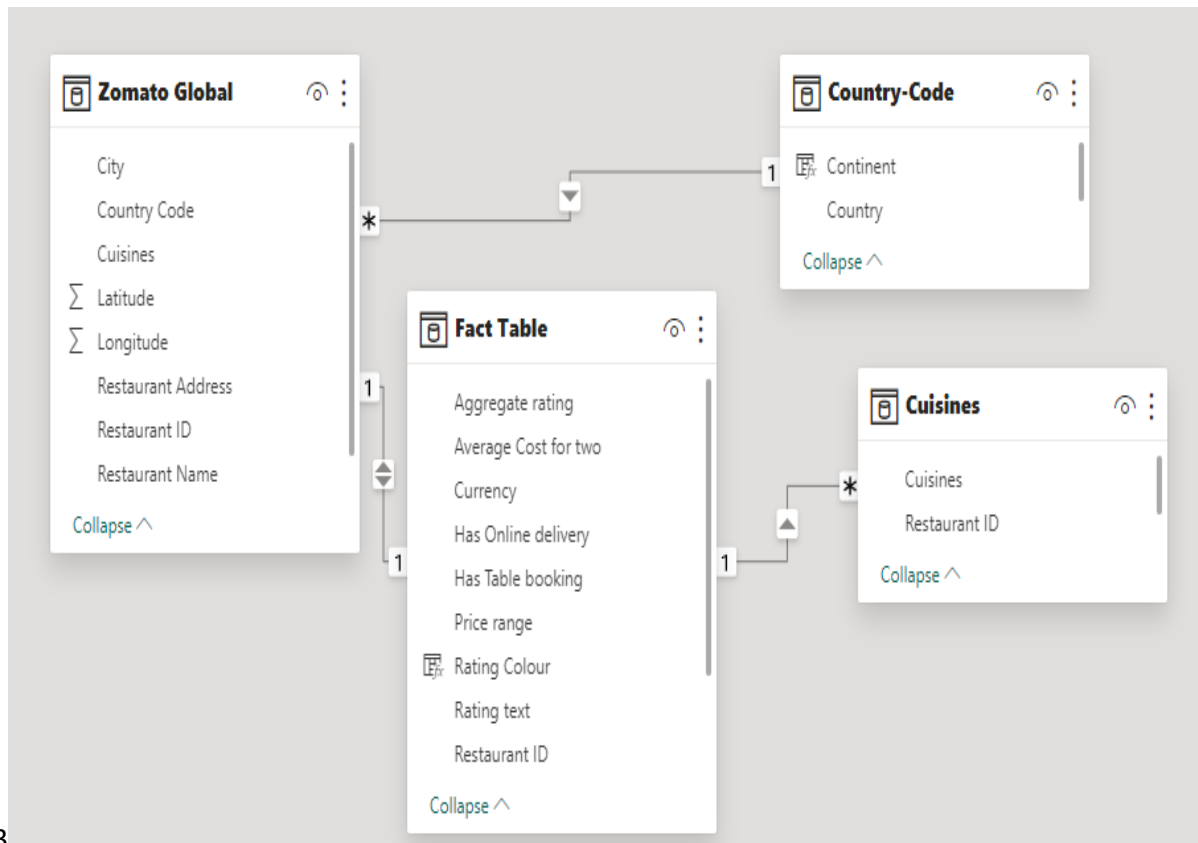 Zomato Global
City
Country Code
Cuisines
Latitude
Longitude
Restaurant Address
Restaurant ID
Restaurant Name
Collapse
Country-Code
Continent
Country
Collapse
Fact Table
Aggregate rating
Average Cost for two
Currency
Has Online delivery
Has Table booking
Price range
Rating Colour
Rating text
Restaurant ID
Collapse
Cuisines
Cuisines
Restaurant ID
Collapse
*
1
1
1
1
*